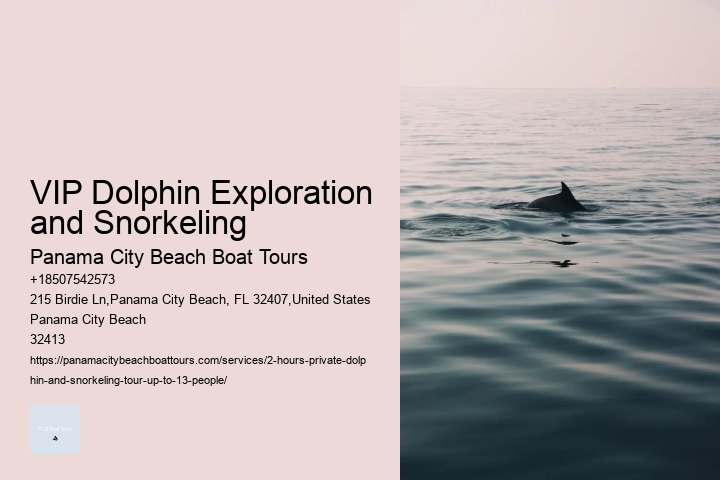 VIP Dolphin Exploration
and Snorkeling
Panama City Beach Boat Tours
+18507542573
215 Birdie Ln,Panama City Beach, FL 32407,United States
Panama City Beach
32413
https://panamacitybeachboattours.com/services/2-hours-private-dolp
hin-and-snorkeling-tour-up-to-13-people/